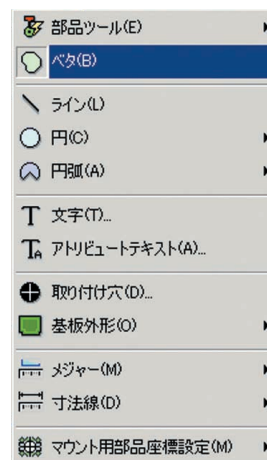 部品ツール(E)
ベタ(B)
ライン(L)
円(C)
円弧(A)
文字(T)...
アトリビュートテキスト(A)...
取り付け穴(D)...
基板外形(O)
メジャー(M)
寸法線(D)
マウント用部品座標設定(M)